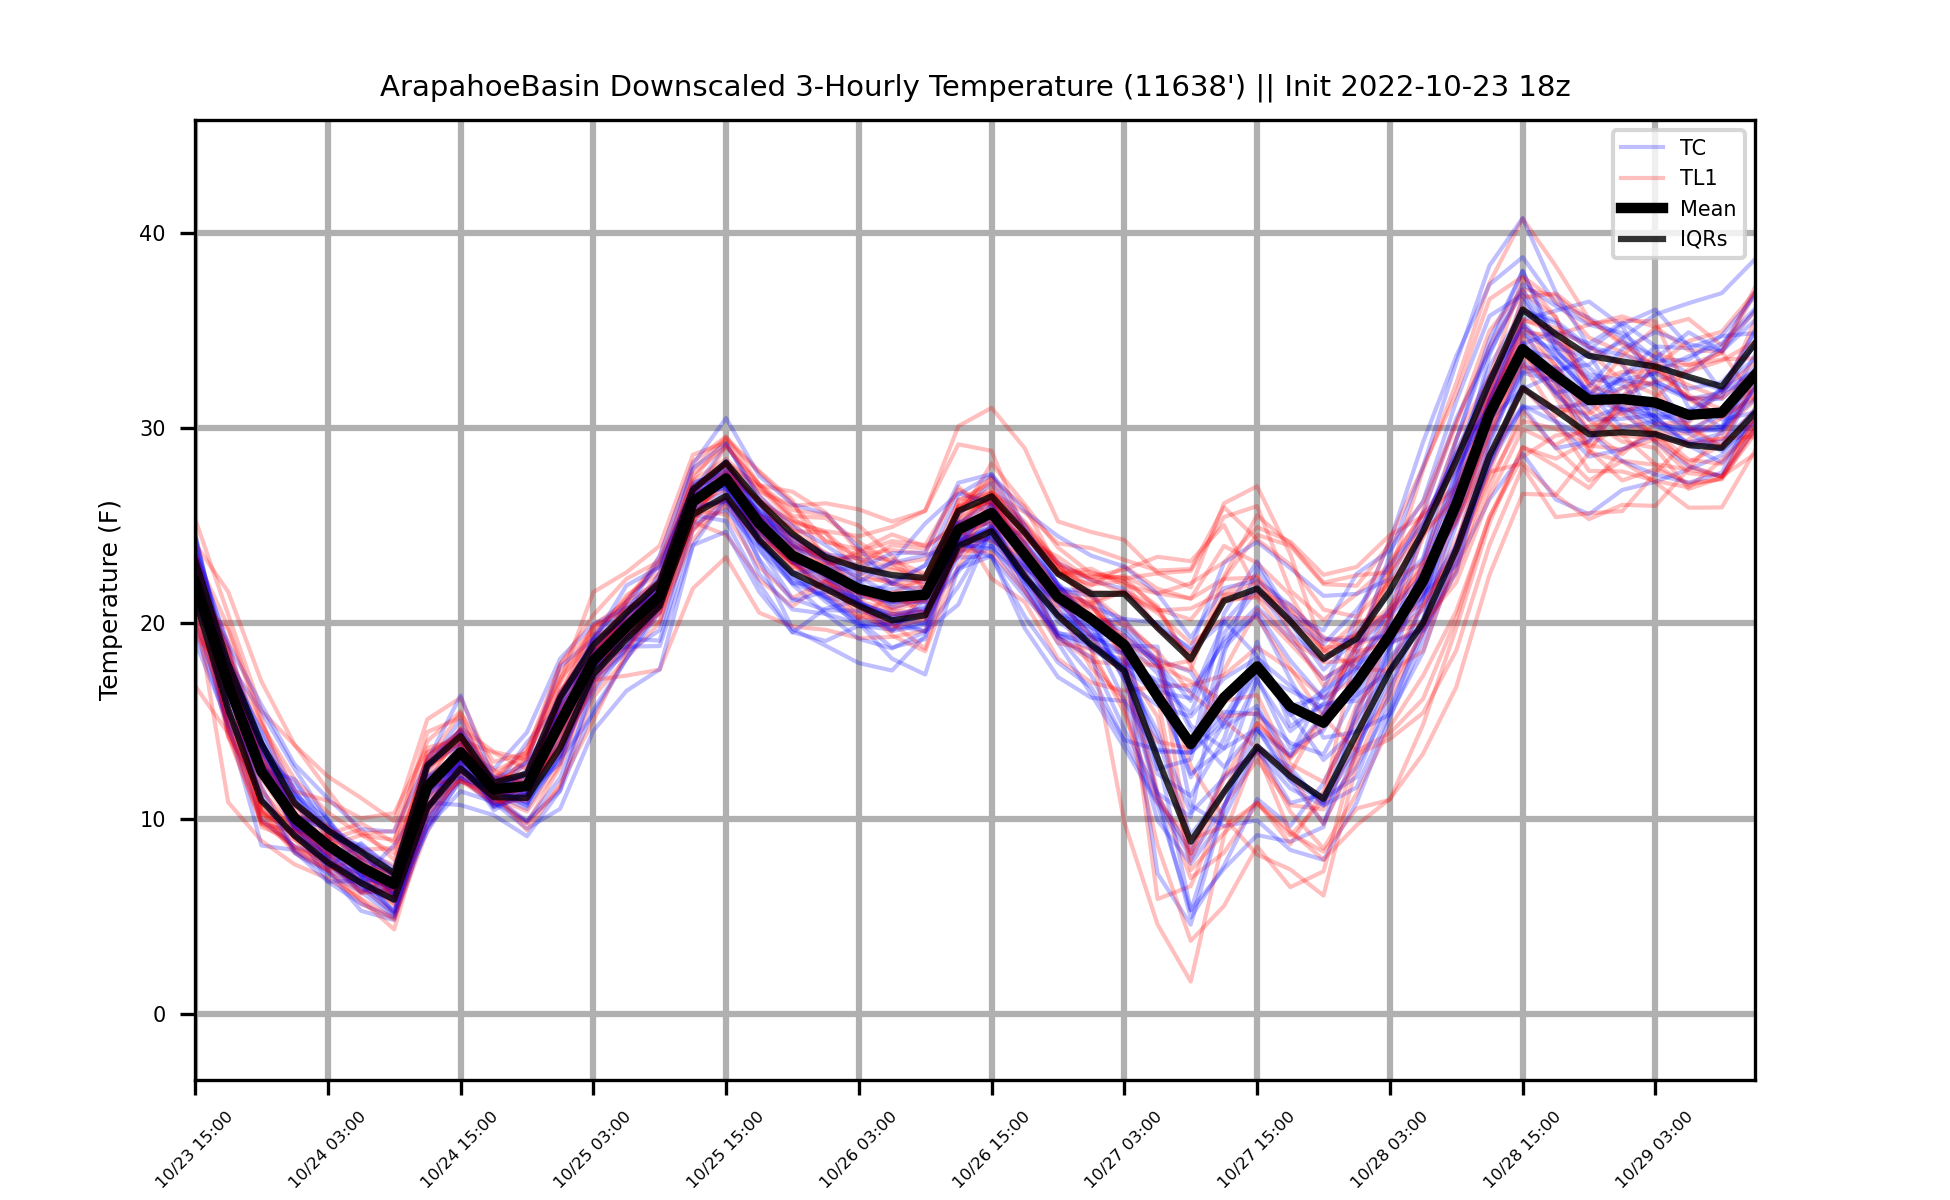 ArapahoeBasin Downscaled 3-Hourly Temperature (11638') || Init 2022-10-23 18z
TC
TL1
Mean
IQRs
Temperature (F)
40
30
20
10
0
10/23 15:00
10/24 03:00
10/24 15:00
10/25 03:00
10/25 15:00
10/26 03:00
10/26 15:00
10/27 03:00
10/27 15:00
10/28 03:00
10/28 15:00
10/29 03:00